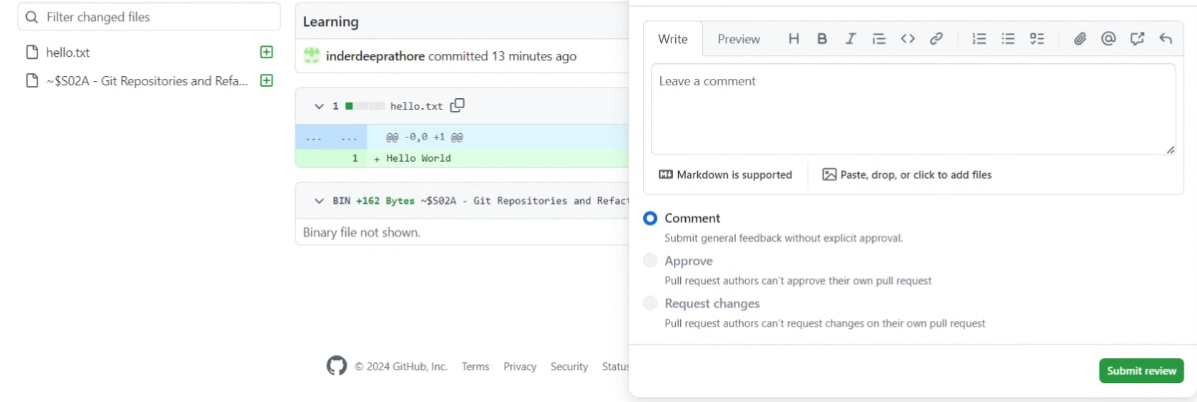 Filter changed files
hello.txt
~$S02A - Git Repositories and Refa...
Learning
inderdeeprathore committed 13 minutes ago
1 hello.txt
... ... @@ -0,0 +1 @@
1 + Hello World
BIN +162 Bytes ~$S02A - Git Repositories and Refact
Binary file not shown.
© 2024 GitHub, Inc. Terms Privacy Security Status
Write Preview H B I
Leave a comment
Markdown is supported Paste, drop, or click to add files
Comment
Submit general feedback without explicit approval.
Approve
Pull request authors can't approve their own pull request
Request changes
Pull request authors can't request changes on their own pull request
Submit review